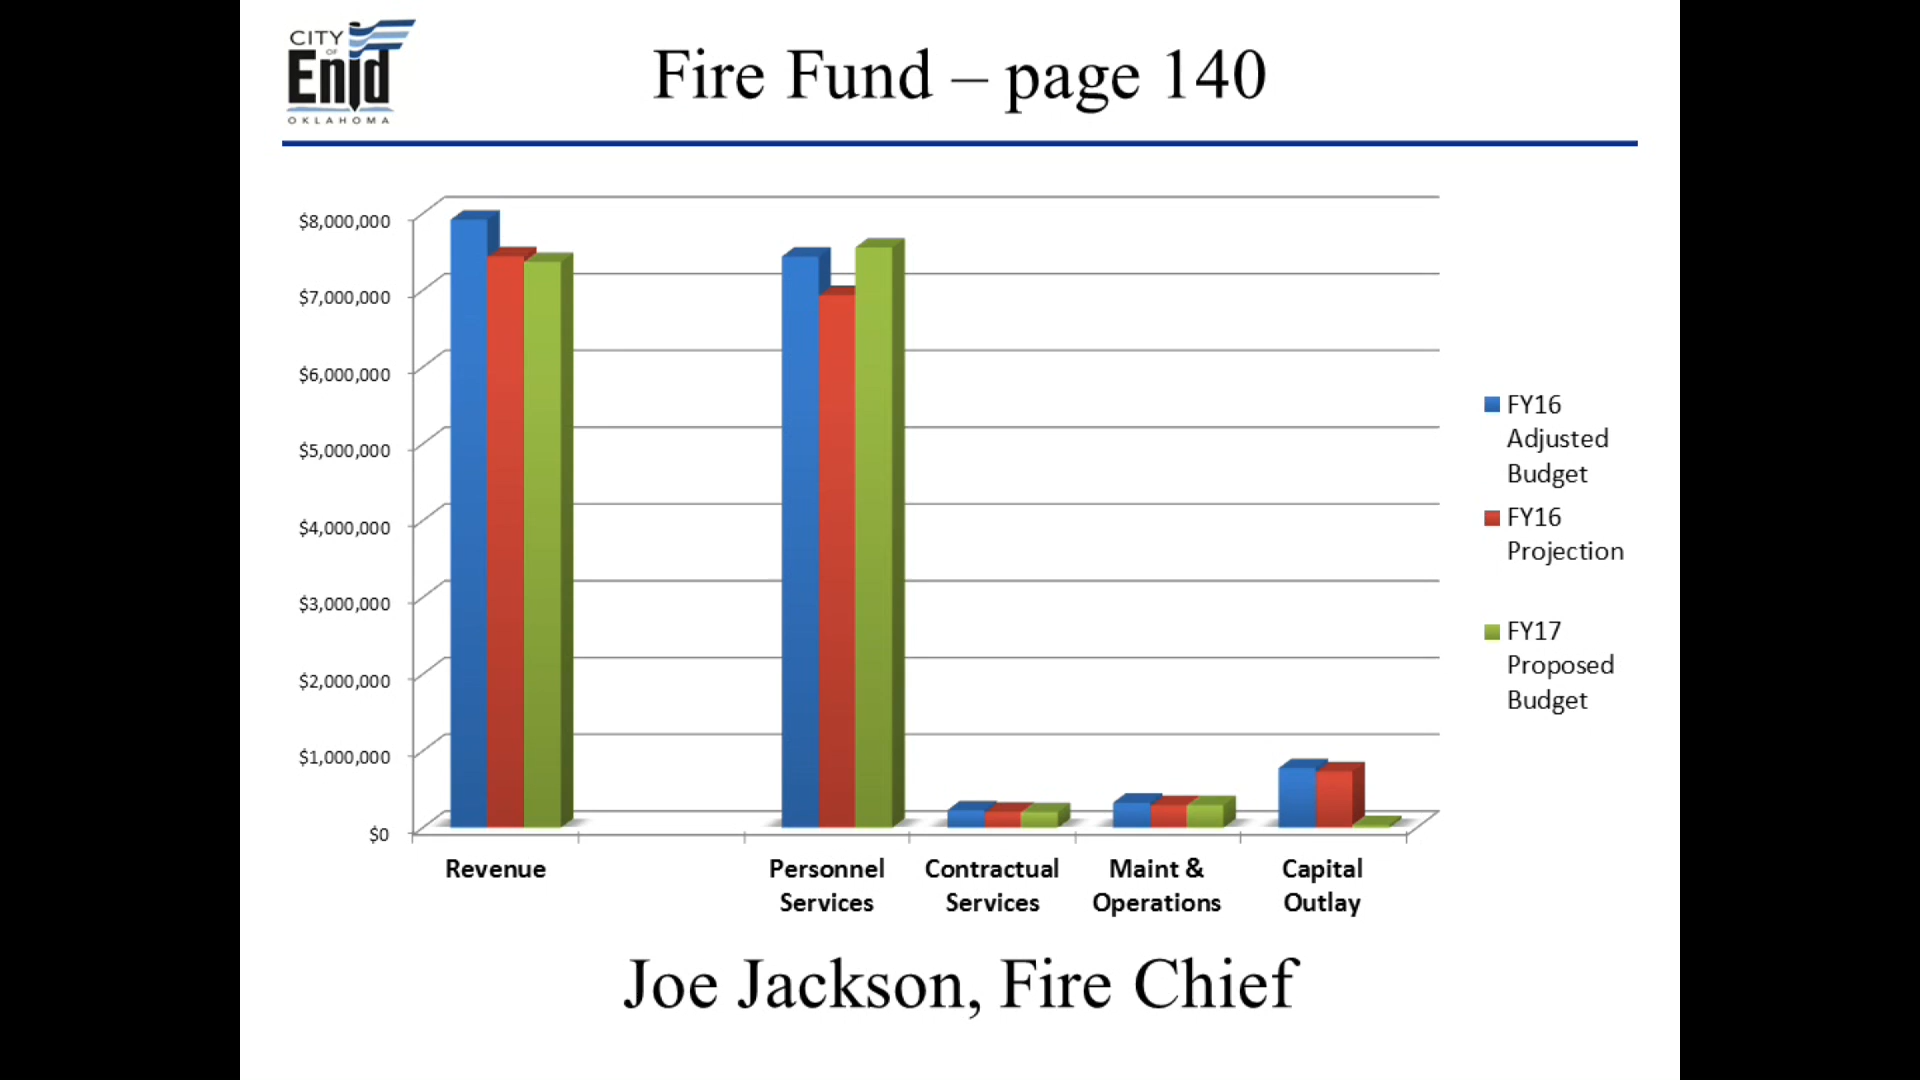 CITY
OF
Enid
OKLAHOMA
Fire Fund – page 140
$8,000,000
$7,000,000
$6,000,000
$5,000,000
$4,000,000
$3,000,000
$2,000,000
$1,000,000
$0
Revenue
Personnel
Services
Contractual
Services
Maint &
Operations
Capital
Outlay
FY16
Adjusted
Budget
FY16
Projection
FY17
Proposed
Budget
Joe Jackson, Fire Chief